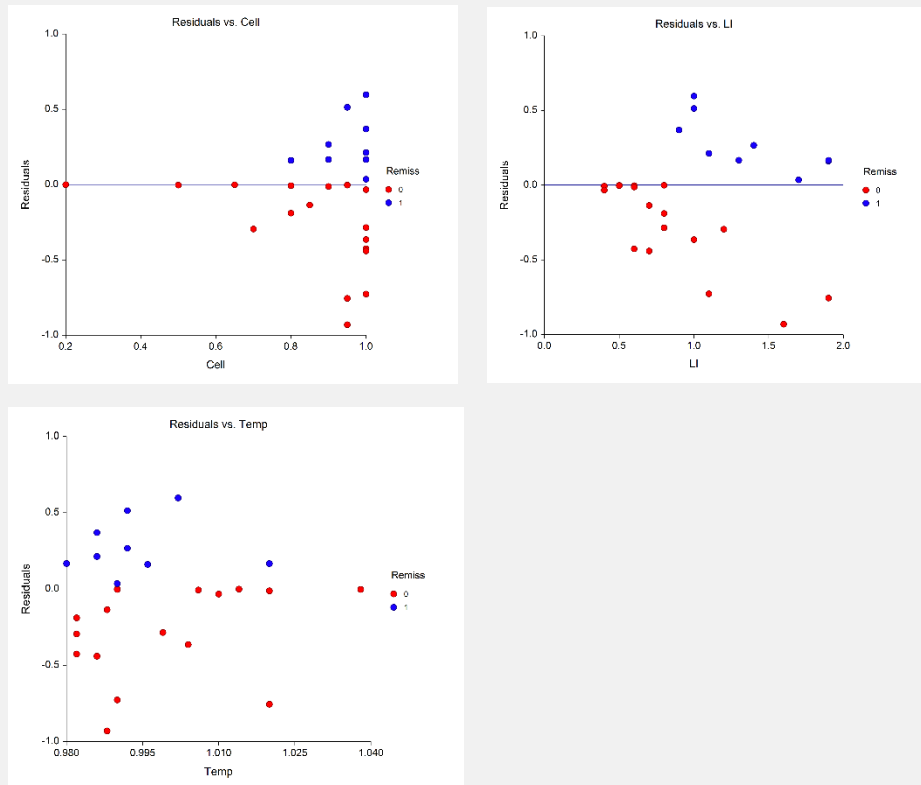 Residuals vs. Cell
1.0
0.5
0.0
-0.5
-1.0
Residuals
0.2 0.4 0.6 0.8 1.0
Cell
Remiss
0
1
Residuals vs. LI
1.0
0.5
0.0
-0.5
-1.0
Residuals
0.0 0.5 1.0 1.5 2.0
LI
Remiss
0
1
Residuals vs. Temp
1.0
0.5
0.0
-0.5
-1.0
Residuals
0.980 0.995 1.010 1.025 1.040
Temp
Remiss
0
1